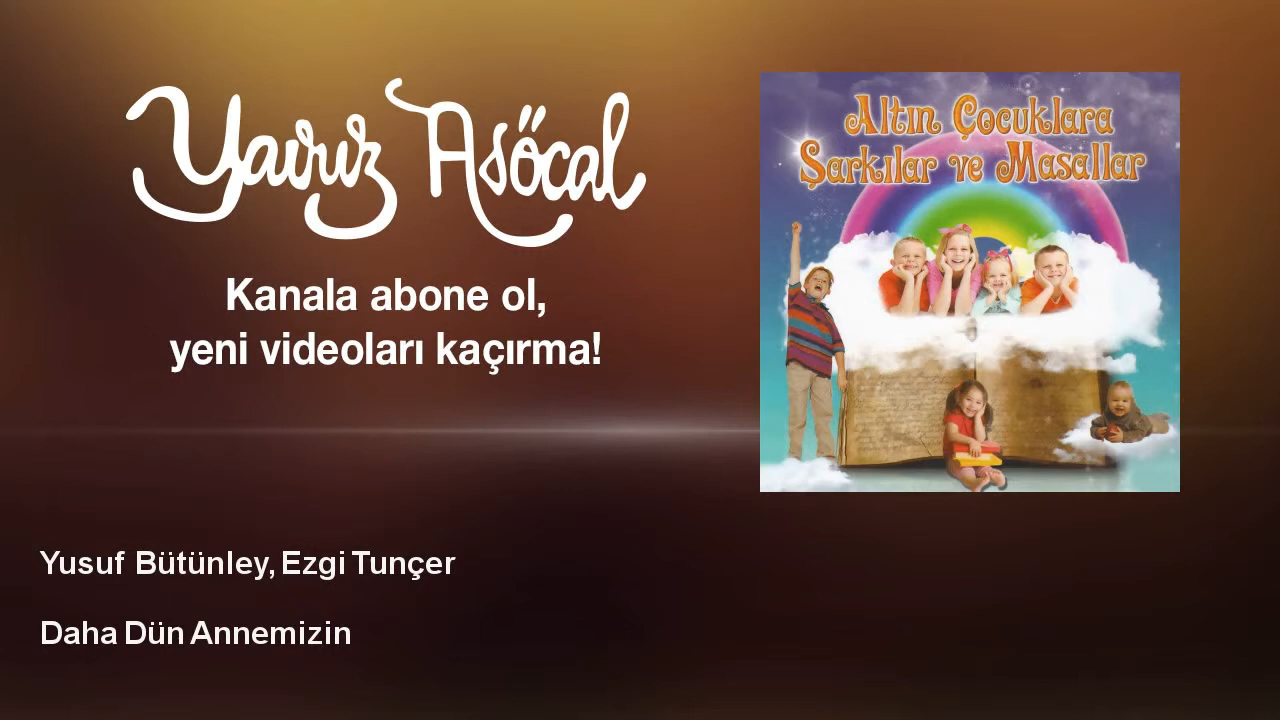 Yavuz Asöcal
Kanala abone ol,
yeni videoları kaçırma!
Altın Çocuklara
Şarkılar ve Masallar
Yusuf Bütünley, Ezgi Tunçer
Daha Dün Annemizin